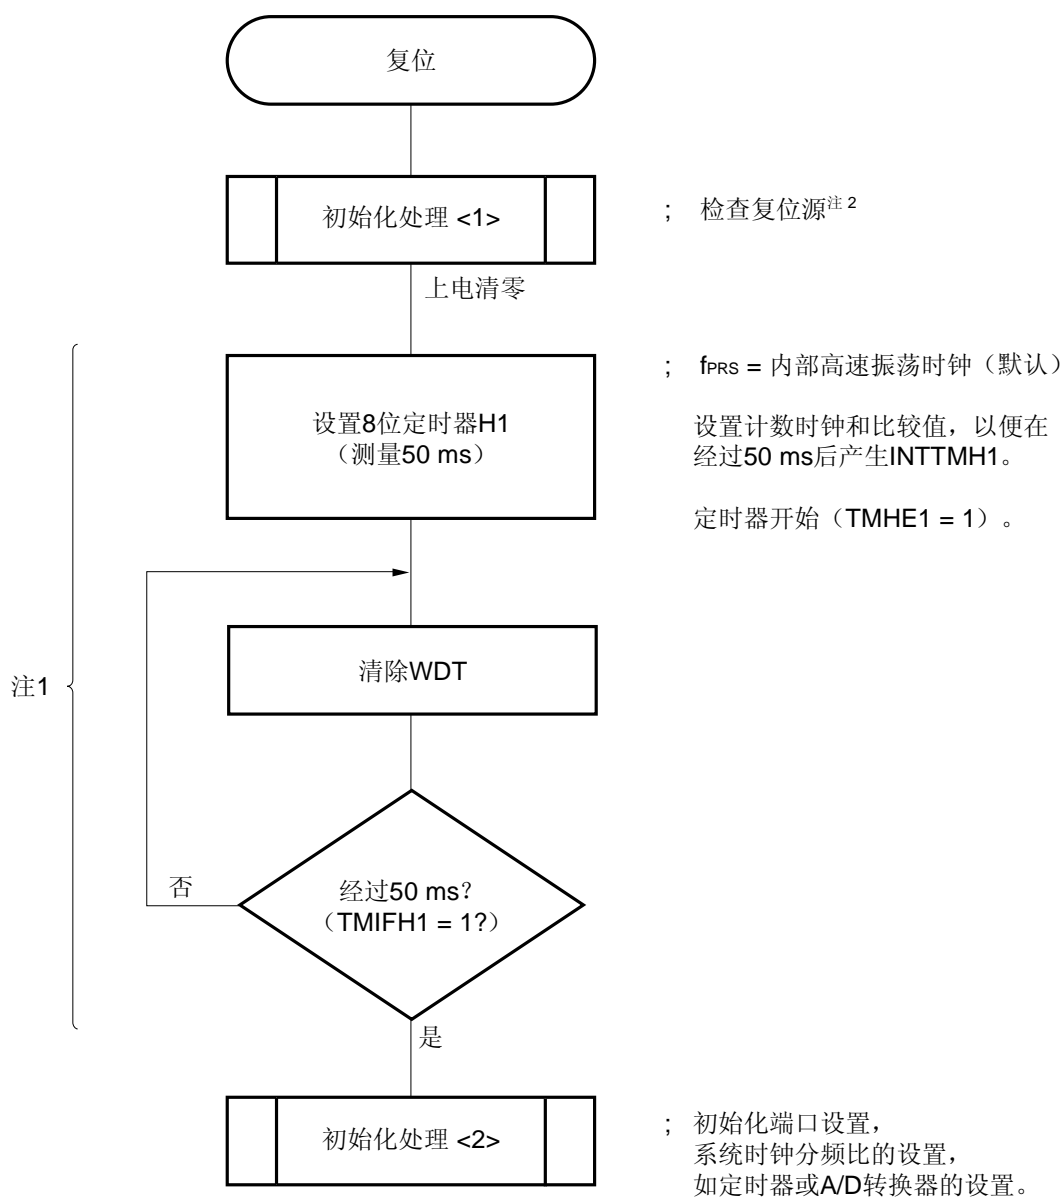 复位
初始化处理 <1>
; 检查复位源注 2
上电清零
设置8位定时器H1
（测量50 ms）
; fPRS = 内部高速振荡时钟（默认）
设置计数时钟和比较值，以便在
经过50 ms后产生INTTMH1。
定时器开始（TMHE1 = 1）。
注1
清除WDT
经过50 ms？
（TMIFH1 = 1?）
否
是
初始化处理 <2>
; 初始化端口设置，
系统时钟分频比的设置，
如定时器或A/D转换器的设置。